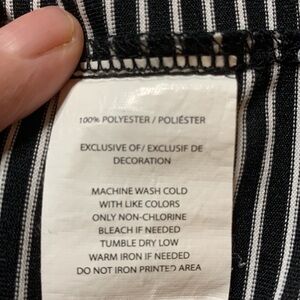 100% POLYESTER / POLIÉSTER
EXCLUSIVE OF/ EXCLUSIF DE
DECORATION
MACHINE WASH COLD
WITH LIKE COLORS
ONLY NON-CHLORINE
BLEACH IF NEEDED
TUMBLE DRY LOW
WARM IRON IF NEEDED
DO NOT IRON PRINTED AREA